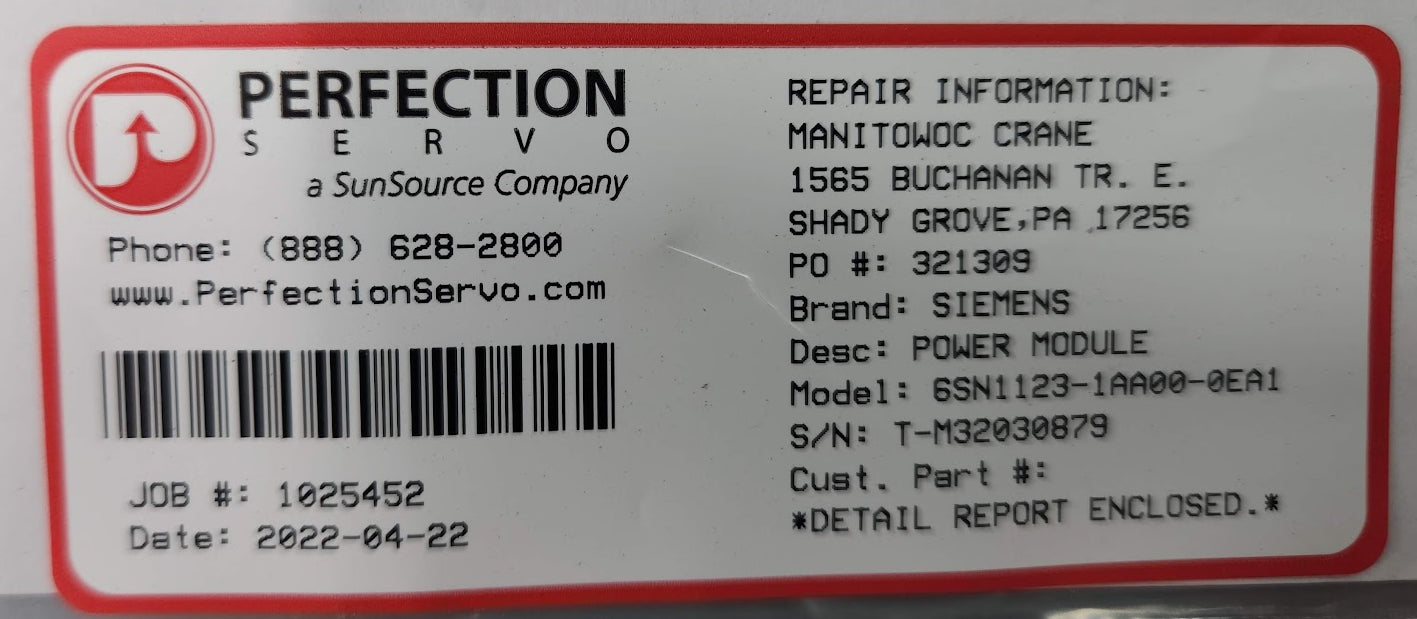 PERFECTION
SERVO
a SunSource Company
Phone: (888) 628-2800
www.PerfectionServo.com
JOB #: 1025452
Date: 2022-04-22
REPAIR INFORMATION:
MANITOWOC CRANE
1565 BUCHANAN TR. E.
SHADY GROVE,PA 17256
PO #: 321309
Brand: SIEMENS
Desc: POWER MODULE
Model: 6SN1123-1AA00-0EA1
S/N: T-M32030879
Cust. Part #:
*DETAIL REPORT ENCLOSED.*